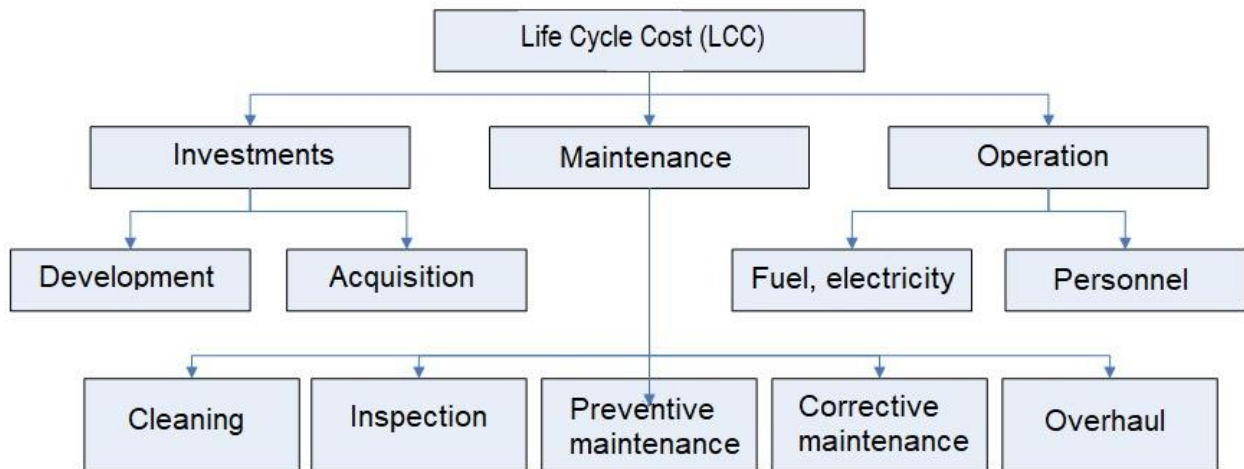 Life Cycle Cost (LCC)
Investments
Maintenance
Operation
Development
Acquisition
Fuel, electricity
Personnel
Cleaning
Inspection
Preventive
maintenance
Corrective
maintenance
Overhaul